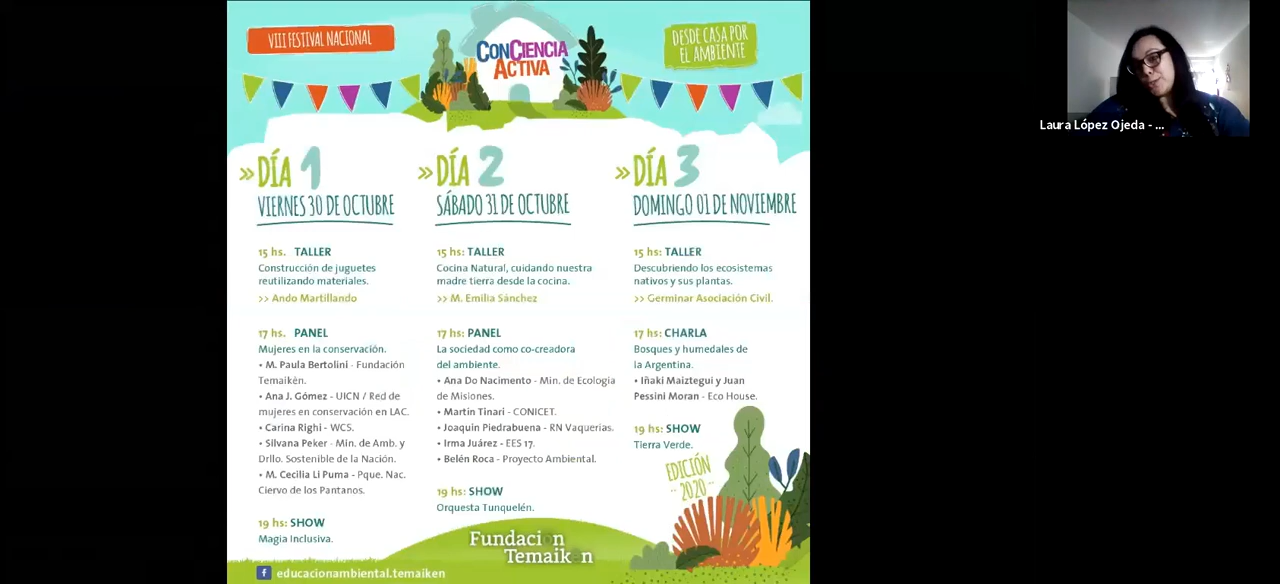 VIII FESTIVAL NACIONAL
CONCIENCIA
ACTIVA
DESDE CASA POR
EL AMBIENTE
Laura López Ojeda - ...
» DÍA 1
VIERNES 30 DE OCTUBRE
15 hs. TALLER
Construcción de juguetes
reutilizando materiales.
>> Ando Martillando
17 hs. PANEL
Mujeres en la conservación.
• M. Paula Bertolini - Fundación
Temaikèn.
• Ana J. Gómez - UICN / Red de
mujeres en conservación en LAC.
• Carina Righi - WCS.
• Silvana Peker - Min. de Amb. y
Drllo. Sostenible de la Nación.
• M. Cecilia Li Puma - Pque. Nac.
Ciervo de los Pantanos.
19 hs: SHOW
Magia Inclusiva.
» DÍA 2
SÁBADO 31 DE OCTUBRE
15 hs: TALLER
Cocina Natural, cuidando nuestra
madre tierra desde la cocina.
>> M. Emilia Sánchez
17 hs: PANEL
La sociedad como co-creadora
del ambiente.
• Ana Do Nacimento - Min. de Ecología
de Misiones.
• Martin Tinari - CONICET.
• Joaquín Piedrabuena - RN Vaquerías.
• Irma Juárez - EES 17.
• Belén Roca - Proyecto Ambiental.
19 hs: SHOW
Orquesta Tunquelén.
» DÍA 3
DOMINGO 01 DE NOVIEMBRE
15 hs: TALLER
Descubriendo los ecosistemas
nativos y sus plantas.
>> Germinar Asociación Civil.
17 hs: CHARLA
Bosques y humedales de
la Argentina.
• Iñaki Maiztegui y Juan
Pessini Moran - Eco House.
19 hs: SHOW
Tierra Verde.
EDICIÓN
·· 2020 ··
Fundación
Temaikèn
f educacionambiental.temaiken